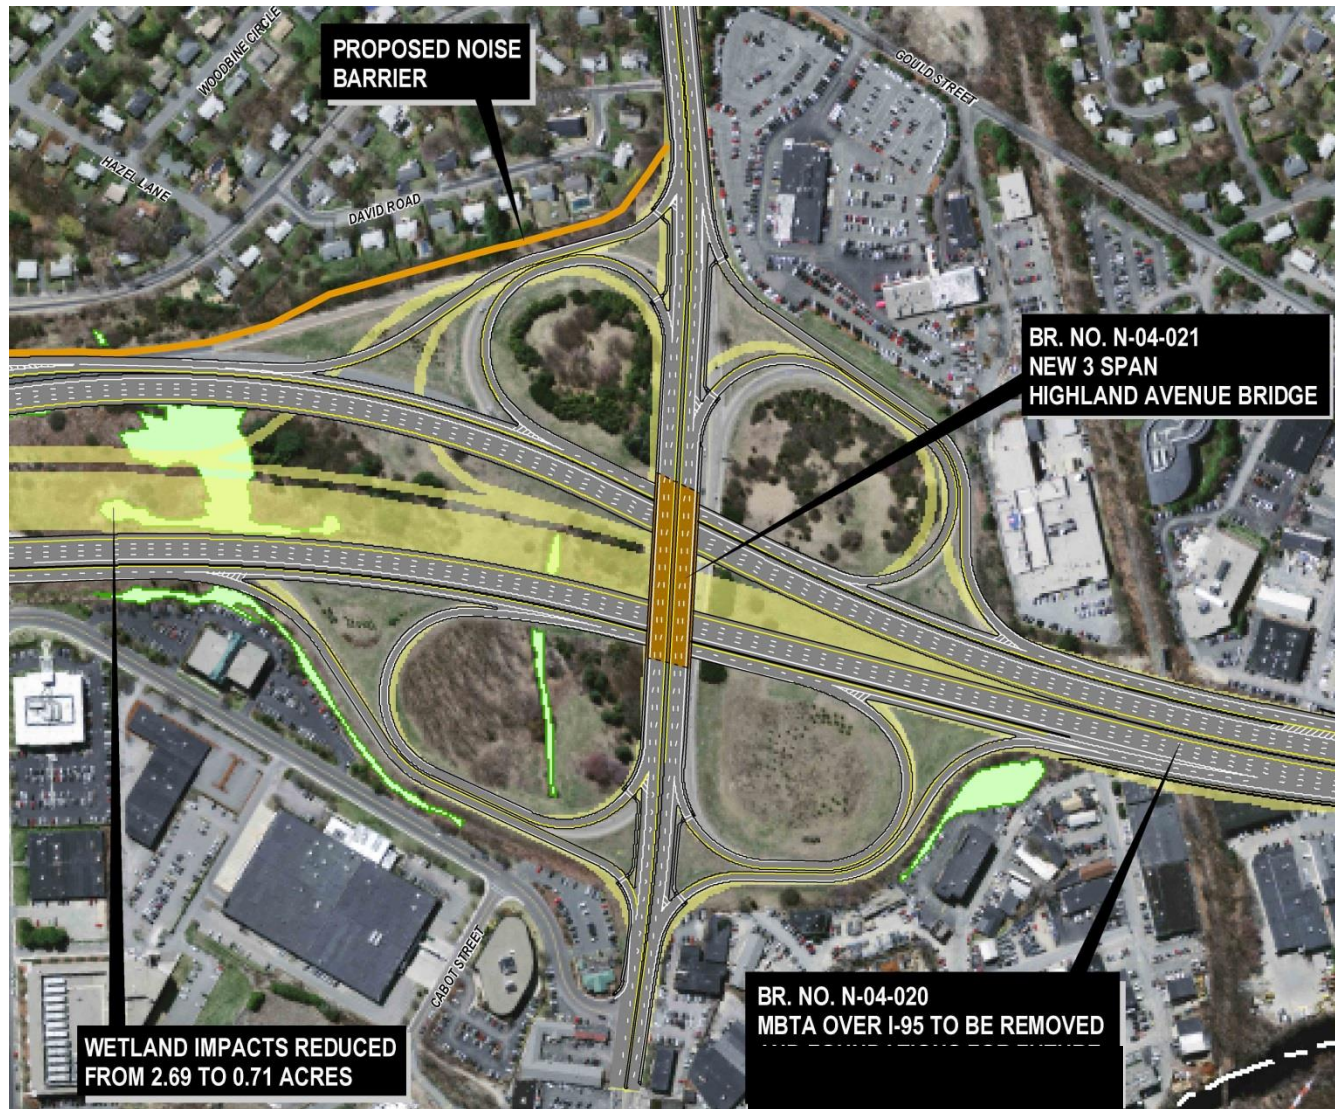 WOODBINE CIRCLE
PROPOSED NOISE
BARRIER
GOULD STREET
HAZEL LANE
DAVID ROAD
BR. NO. N-04-021
NEW 3 SPAN
HIGHLAND AVENUE BRIDGE
CABOT STREET
BR. NO. N-04-020
MBTA OVER I-95 TO BE REMOVED
WETLAND IMPACTS REDUCED
FROM 2.69 TO 0.71 ACRES